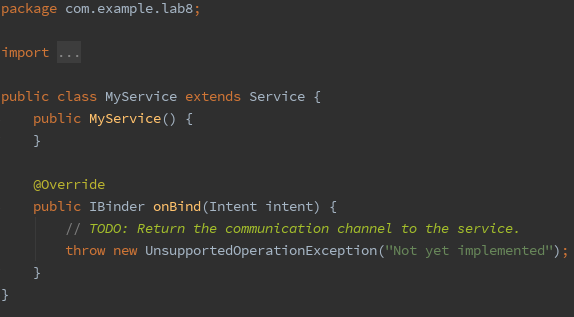 package com.example.lab8;
import ...
public class MyService extends Service {
public MyService() {
}
@Override
public IBinder onBind(Intent intent) {
// TODO: Return the communication channel to the service.
throw new UnsupportedOperationException("Not yet implemented");
}
}